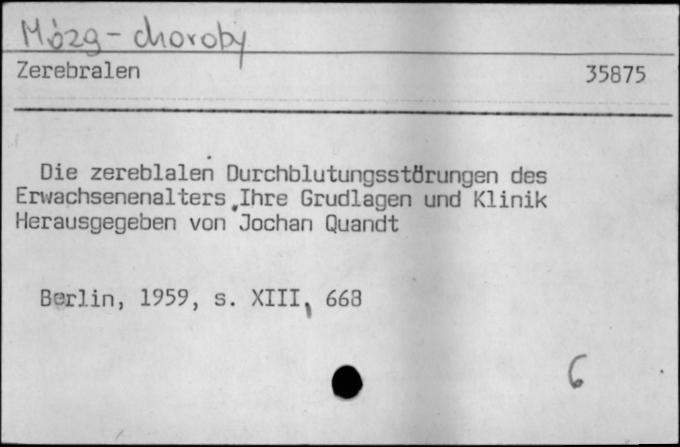 Mózg - choroby
Zerebralen 35875
Die zereblalen Durchblutungsstörungen des
Erwachsenenalters.Ihre Grudlagen und Klinik
Herausgegeben von Jochan Quandt
Berlin, 1959, s. XIII, 668
6